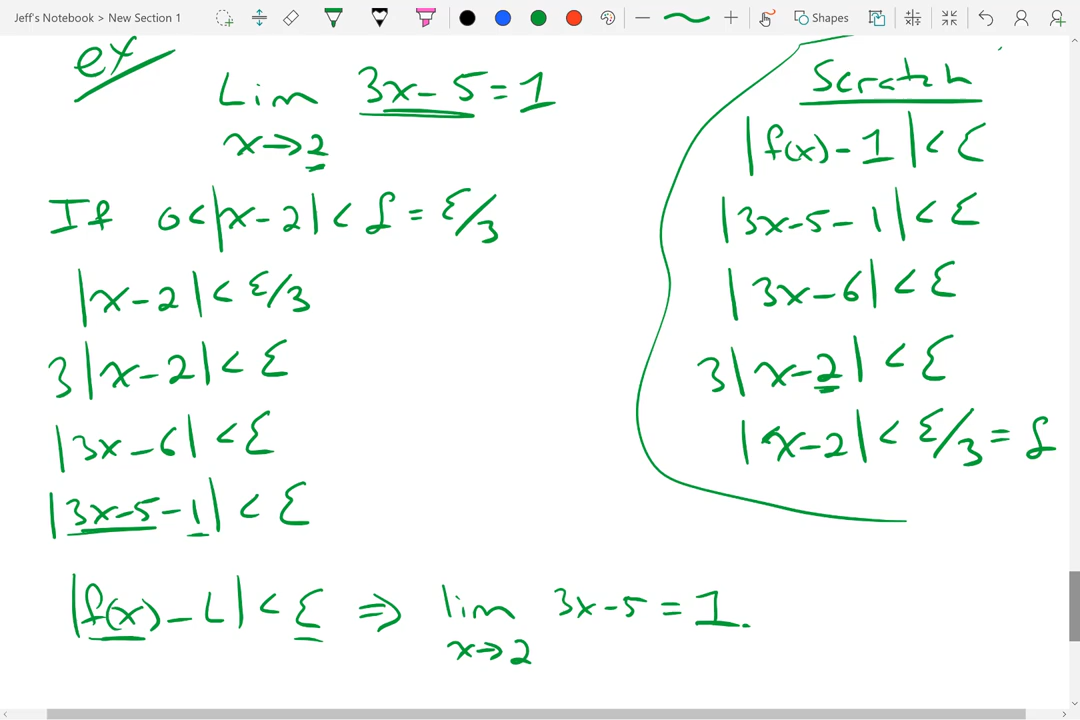 Jeff's Notebook > New Section 1
Shapes
ex
Lim 3x - 5 = 1
x → 2
If 0 < |x - 2| < δ = ε/3
|x - 2| < ε/3
3|x - 2| < ε
|3x - 6| < ε
|3x - 5 - 1| < ε
|f(x) - L| < ε ⇒ lim 3x - 5 = 1.
x → 2
Scratch
|f(x) - 1| < ε
|3x - 5 - 1| < ε
|3x - 6| < ε
3|x - 2| < ε
|x - 2| < ε/3 = δ